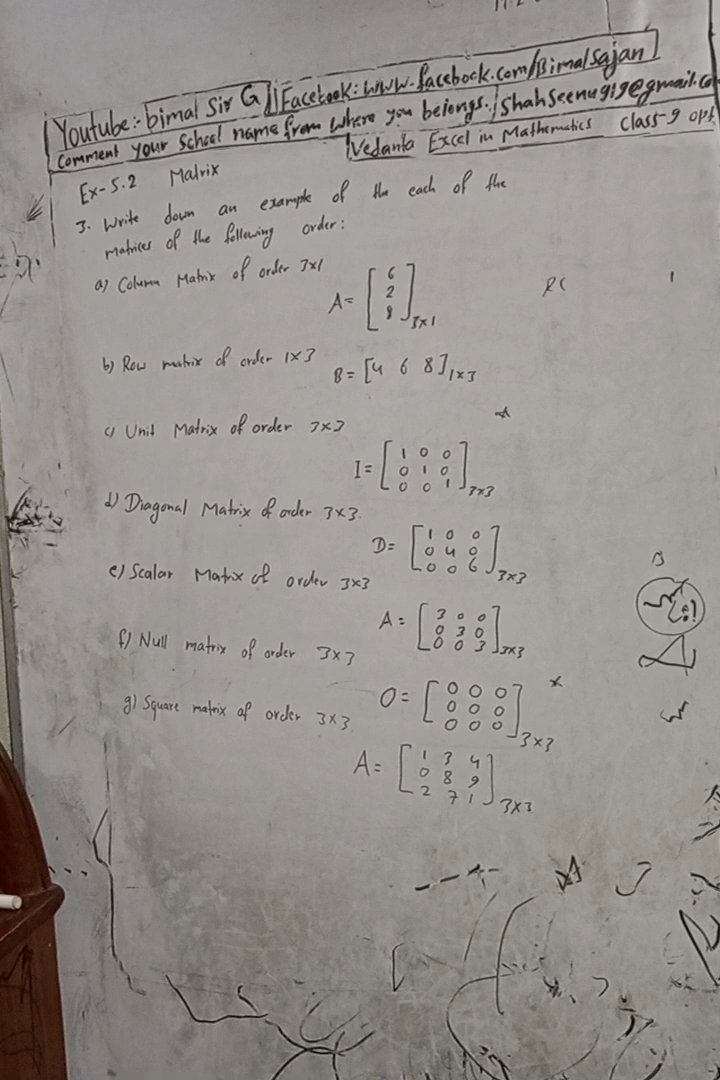 Youtube:- bimal Sir G || Facebook: www.facebook.com/Bimalsajan
Comment your School name from where you belongs. / Shahseenu919@gmail.com
Vedanta Excel in Mathematics Class-9 opt
Ex-5.2 Matrix
3. Write down an example of the each of the
matrices of the following order:
a) Column Matrix of order 3x1
A = [ 6
2
8 ]3×1
b) Row matrix of order 1×3
B = [4 6 8]1×3
c) Unit Matrix of order 3×3
I = [ 1 0 0
0 1 0
0 0 1 ]3×3
d) Diagonal Matrix of order 3×3.
D = [ 1 0 0
0 4 0
0 0 6 ]3×3
e) Scalar Matrix of order 3×3
A = [ 3 0 0
0 3 0
0 0 3 ]3×3
f) Null matrix of order 3×3
O = [ 0 0 0
0 0 0
0 0 0 ]3×3
g) Square matrix of order 3×3
A = [ 1 3 4
0 8 9
2 7 1 ]3×3